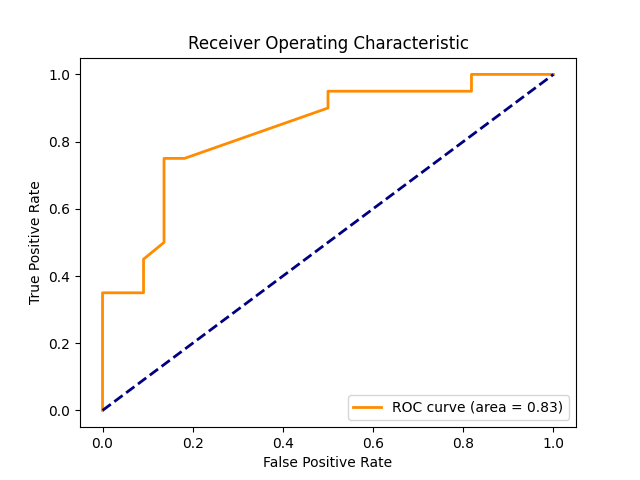 Receiver Operating Characteristic
True Positive Rate
1.0
0.8
0.6
0.4
0.2
0.0
ROC curve (area = 0.83)
0.0 0.2 0.4 0.6 0.8 1.0
False Positive Rate